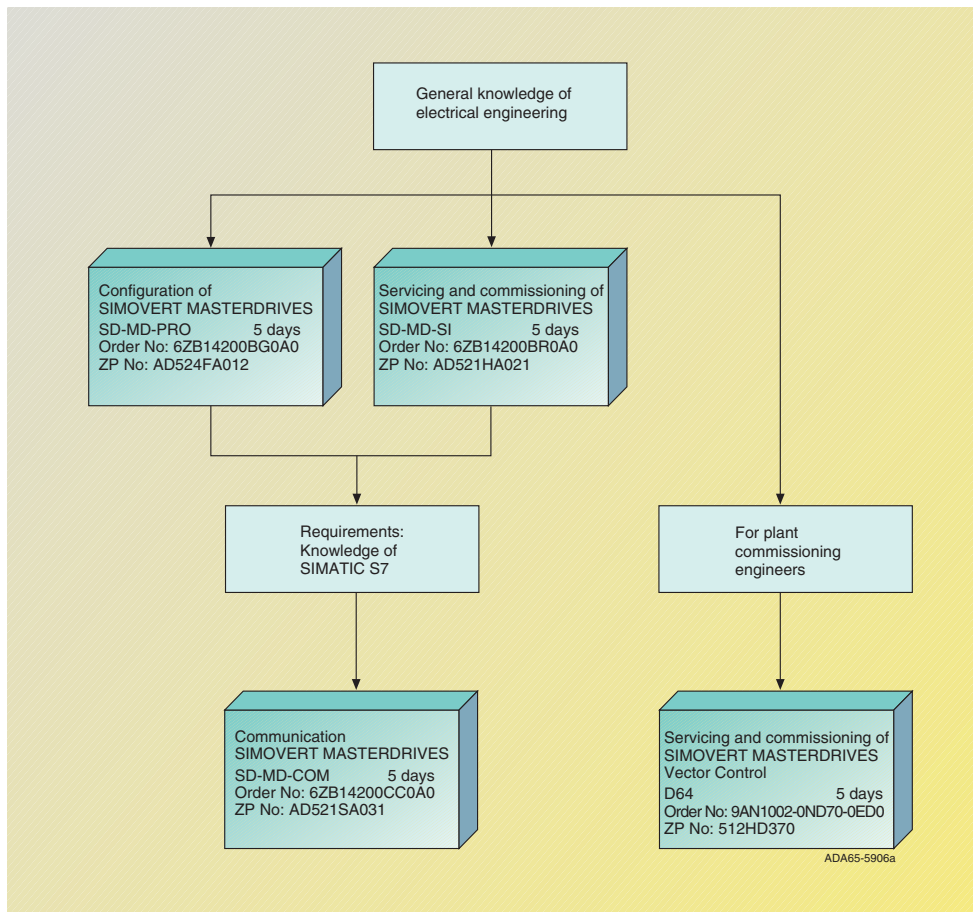 General knowledge of
electrical engineering
Configuration of
SIMOVERT MASTERDRIVES
SD-MD-PRO 5 days
Order No: 6ZB14200BG0A0
ZP No: AD524FA012
Servicing and commissioning of
SIMOVERT MASTERDRIVES
SD-MD-SI 5 days
Order No: 6ZB14200BR0A0
ZP No: AD521HA021
Requirements:
Knowledge of
SIMATIC S7
For plant
commissioning
engineers
Communication
SIMOVERT MASTERDRIVES
SD-MD-COM 5 days
Order No: 6ZB14200CC0A0
ZP No: AD521SA031
Servicing and commissioning of
SIMOVERT MASTERDRIVES
Vector Control
D64 5 days
Order No: 9AN1002-0ND70-0ED0
ZP No: 512HD370
ADA65-5906a